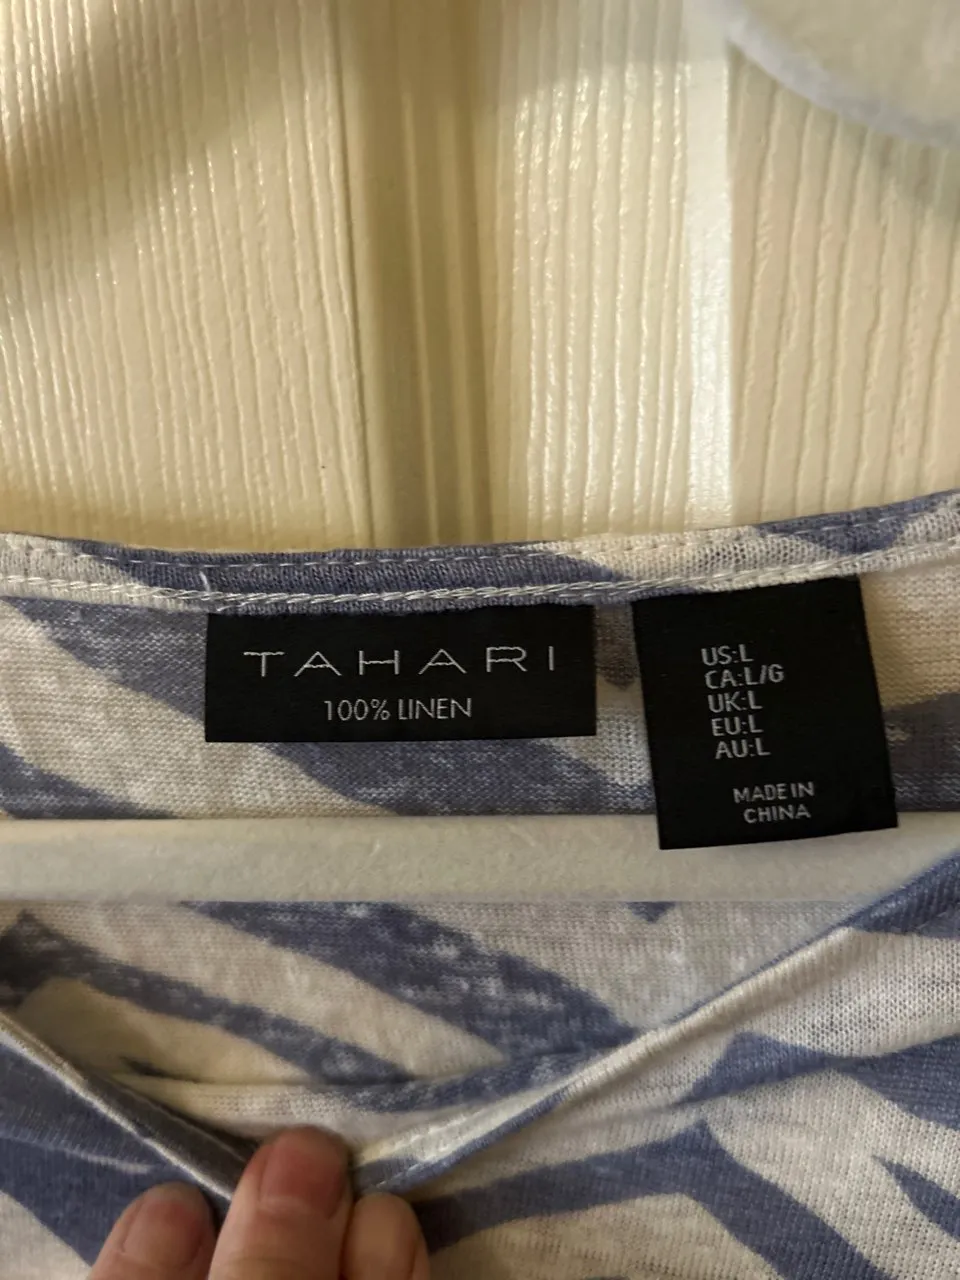 TAHARI
100% LINEN
US:L
CA:L/G
UK:L
EU:L
AU:L
MADE IN
CHINA